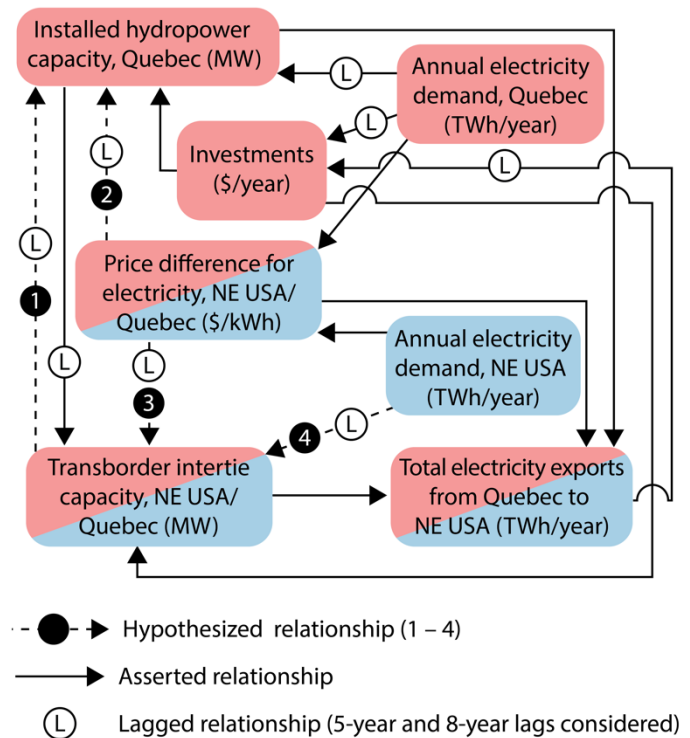 Installed hydropower
capacity, Quebec (MW)
L
Annual electricity
demand, Quebec
(TWh/year)
L
Investments
($/year)
L
L
2
L
1
Price difference for
electricity, NE USA/
Quebec ($/kWh)
L
L
3
Annual electricity
demand, NE USA
(TWh/year)
4
L
Transborder intertie
capacity, NE USA/
Quebec (MW)
Total electricity exports
from Quebec to
NE USA (TWh/year)
Hypothesized relationship (1 – 4)
Asserted relationship
L Lagged relationship (5-year and 8-year lags considered)